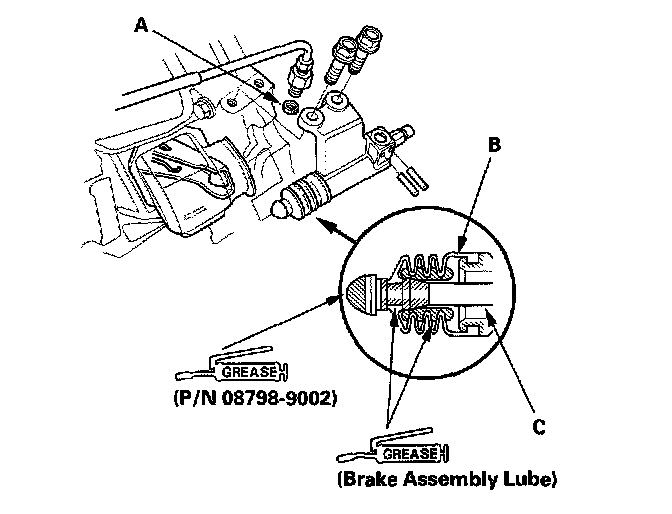 A
B
GREASE
(P/N 08798-9002)
C
GREASE
(Brake Assembly Lube)